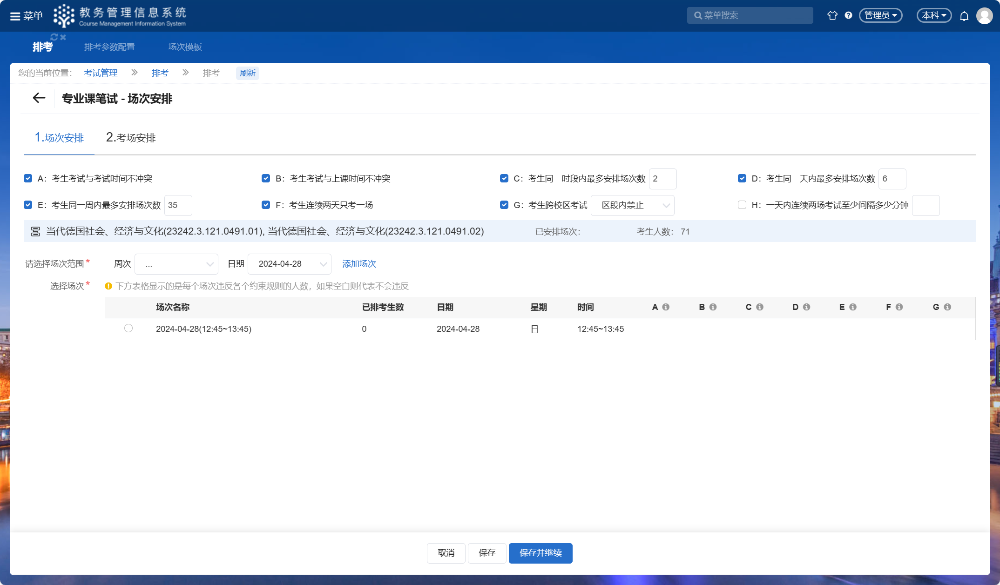 菜单 教务管理信息系统 菜单搜索 管理员 本科
Course Management Information System
排考 排考参数配置 场次模板
您的当前位置： 考试管理 排考 排考 刷新
专业课笔试 - 场次安排
1.场次安排 2.考场安排
A：考生考试与考试时间不冲突 B：考生考试与上课时间不冲突 C：考生同一时段内最多安排场次数 2 D：考生同一天内最多安排场次数 6
E：考生同一周内最多安排场次数 35 F：考生连续两天只考一场 G：考生跨校区考试 区段内禁止 H：一天内连续两场考试至少间隔多少分钟
当代德国社会、经济与文化(23242.3.121.0491.01), 当代德国社会、经济与文化(23242.3.121.0491.02) 已安排场次： 考生人数： 71
请选择场次范围* 周次 ... 日期 2024-04-28 添加场次
选择场次* 下方表格显示的是每个场次违反各个约束规则的人数，如果空白则代表不会违反
场次名称 已排考生数 日期 星期 时间 A B C D E F G
2024-04-28(12:45~13:45) 0 2024-04-28 日 12:45~13:45
取消 保存 保存并继续